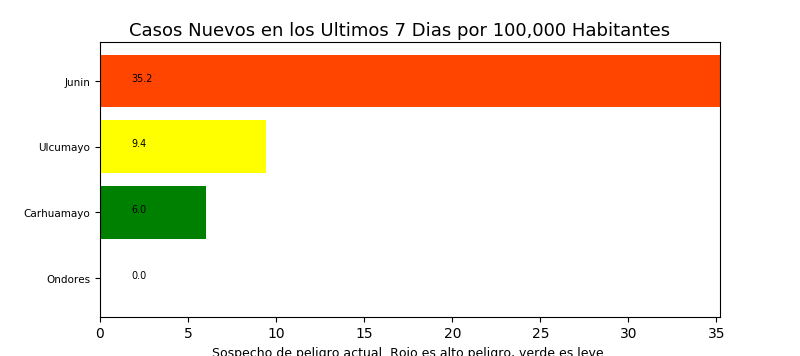 Casos Nuevos en los Ultimos 7 Dias por 100,000 Habitantes
Junin
35.2
Ulcumayo
9.4
Carhuamayo
6.0
Ondores
0.0
0 5 10 15 20 25 30 35
Sospecho de peligro actual. Rojo es alto peligro, verde es leve